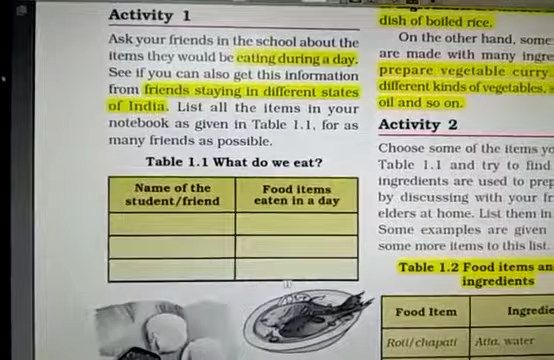 Activity 1
Ask your friends in the school about the
items they would be eating during a day.
See if you can also get this information
from friends staying in different states
of India. List all the items in your
notebook as given in Table 1.1, for as
many friends as possible.
Table 1.1 What do we eat?
Name of the
student/friend
Food items
eaten in a day
dish of boiled rice.
On the other hand, some
are made with many
prepare vegetable curry,
different kinds of vegetables,
oil and so on.
Activity 2
Choose some of the items
Table 1.1 and try to find
ingredients are used to
by discussing with your
elders at home. List them in
Some examples are given
some more items to this list.
Table 1.2 Food items
ingredients
Food Item
Roti/chapati
Atta, water